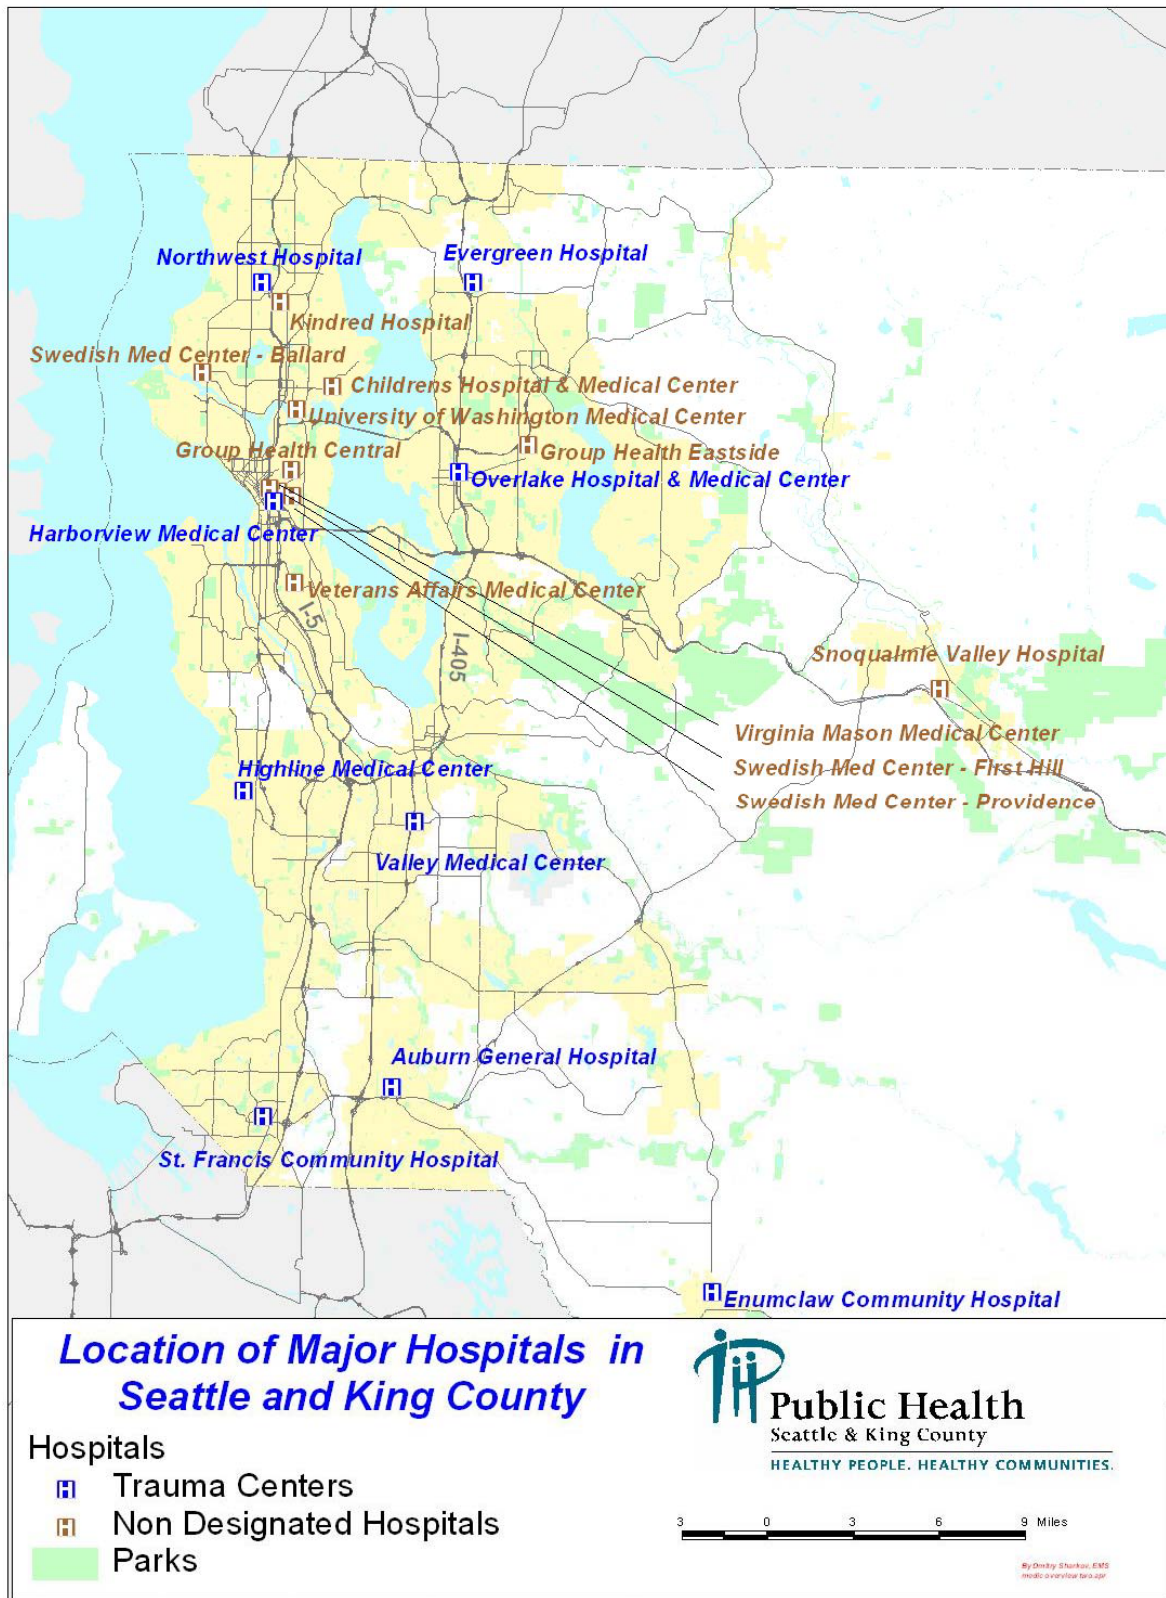 Northwest Hospital
Evergreen Hospital
Kindred Hospital
Swedish Med Center - Ballard
Childrens Hospital & Medical Center
University of Washington Medical Center
Group Health Central
Group Health Eastside
Overlake Hospital & Medical Center
Harborview Medical Center
Veterans Affairs Medical Center
I-5
I-405
Snoqualmie Valley Hospital
Virginia Mason Medical Center
Swedish Med Center - First Hill
Swedish Med Center - Providence
Highline Medical Center
Valley Medical Center
Auburn General Hospital
St. Francis Community Hospital
Enumclaw Community Hospital
Location of Major Hospitals in
Seattle and King County
Hospitals
H Trauma Centers
H Non Designated Hospitals
Parks
Public Health
Seattle & King County
HEALTHY PEOPLE. HEALTHY COMMUNITIES.
3 0 3 6 9 Miles